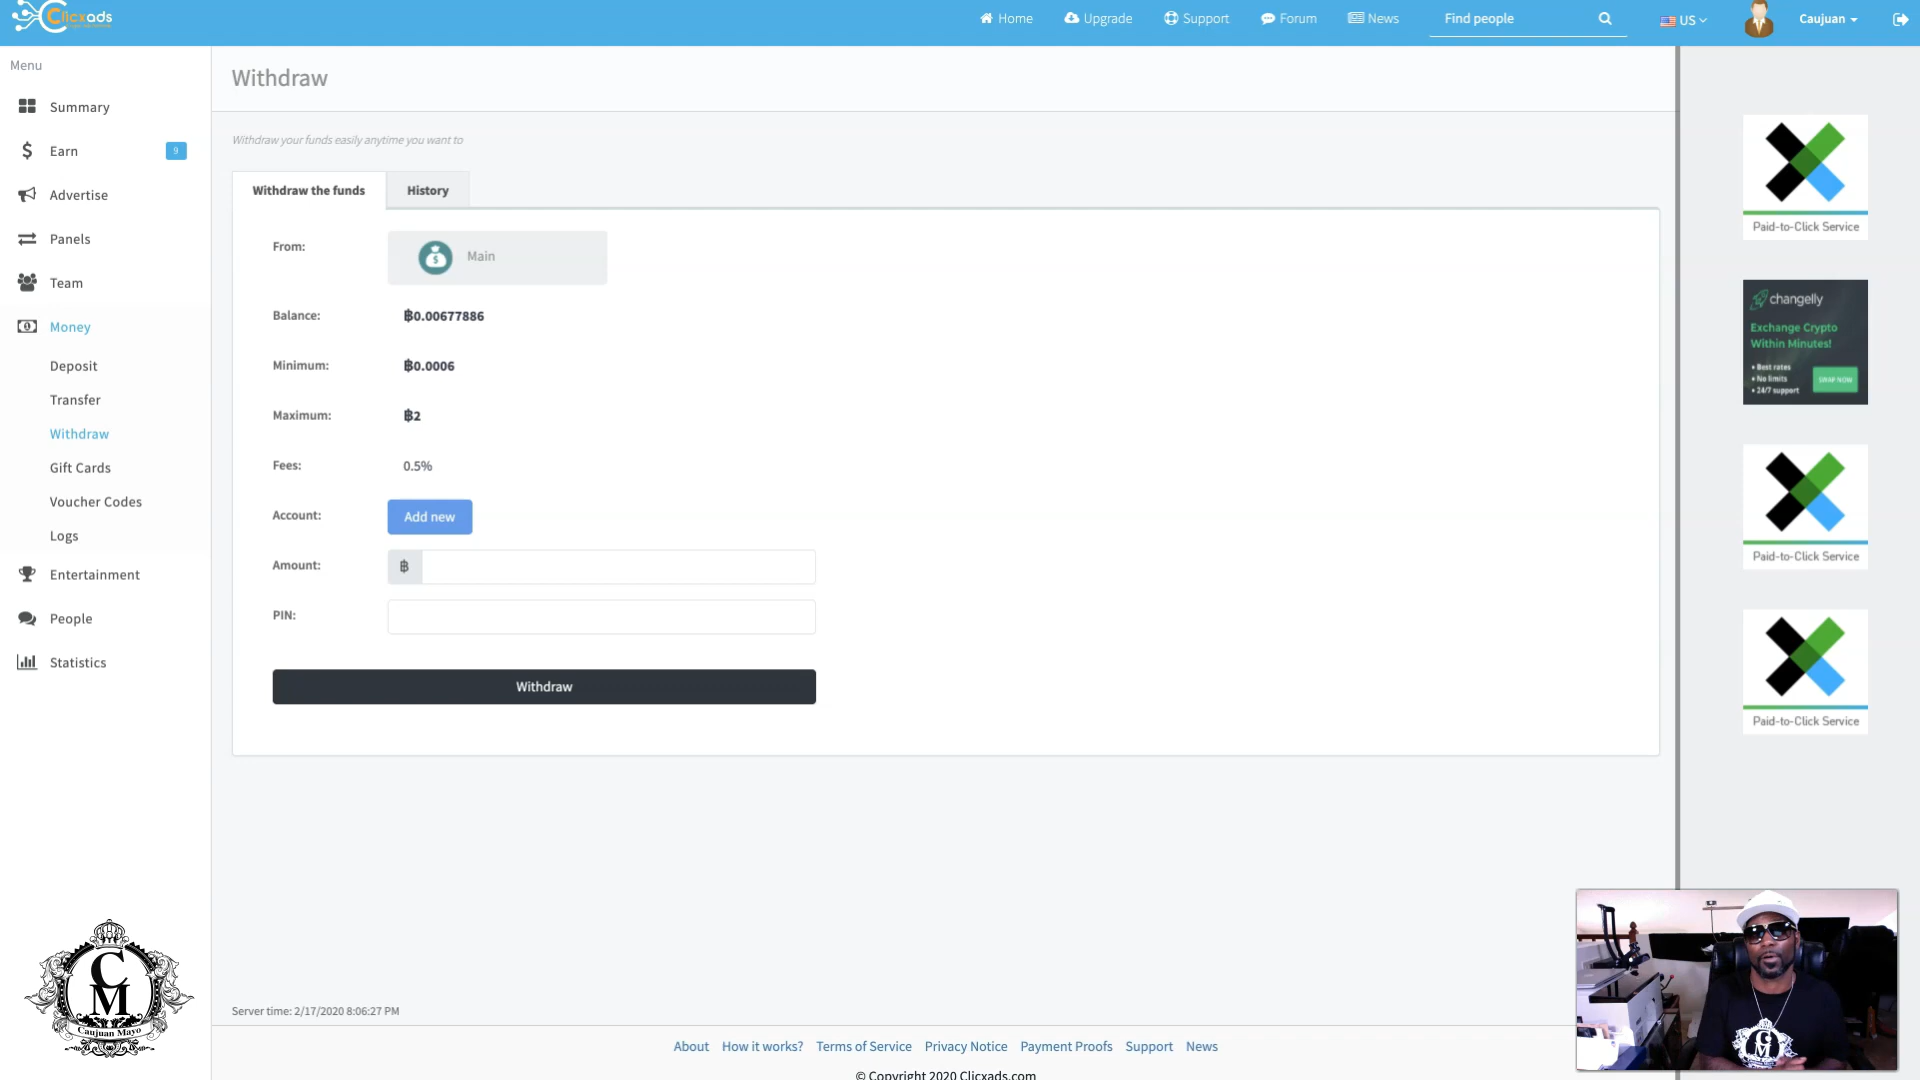 Clicxads
Home
Upgrade
Support
Forum
News
Find people
US
Caujuan
Menu
Summary
Earn
9
Advertise
Panels
Team
Money
Deposit
Transfer
Withdraw
Gift Cards
Voucher Codes
Logs
Entertainment
People
Statistics
Withdraw
Withdraw your funds easily anytime you want to
Withdraw the funds
History
From:
Main
Balance:
฿0.00677886
Minimum:
฿0.0006
Maximum:
฿2
Fees:
0.5%
Account:
Add new
Amount:
฿
PIN:
Withdraw
Paid-to-Click Service
changelly
Exchange Crypto
Within Minutes!
• Best rates
• No limits
• 24/7 support
SWAP NOW
Paid-to-Click Service
Paid-to-Click Service
C
M
Caujuan Mayo
Server time: 2/17/2020 8:06:27 PM
About
How it works?
Terms of Service
Privacy Notice
Payment Proofs
Support
News
© Copyright 2020 Clicxads.com
C
M